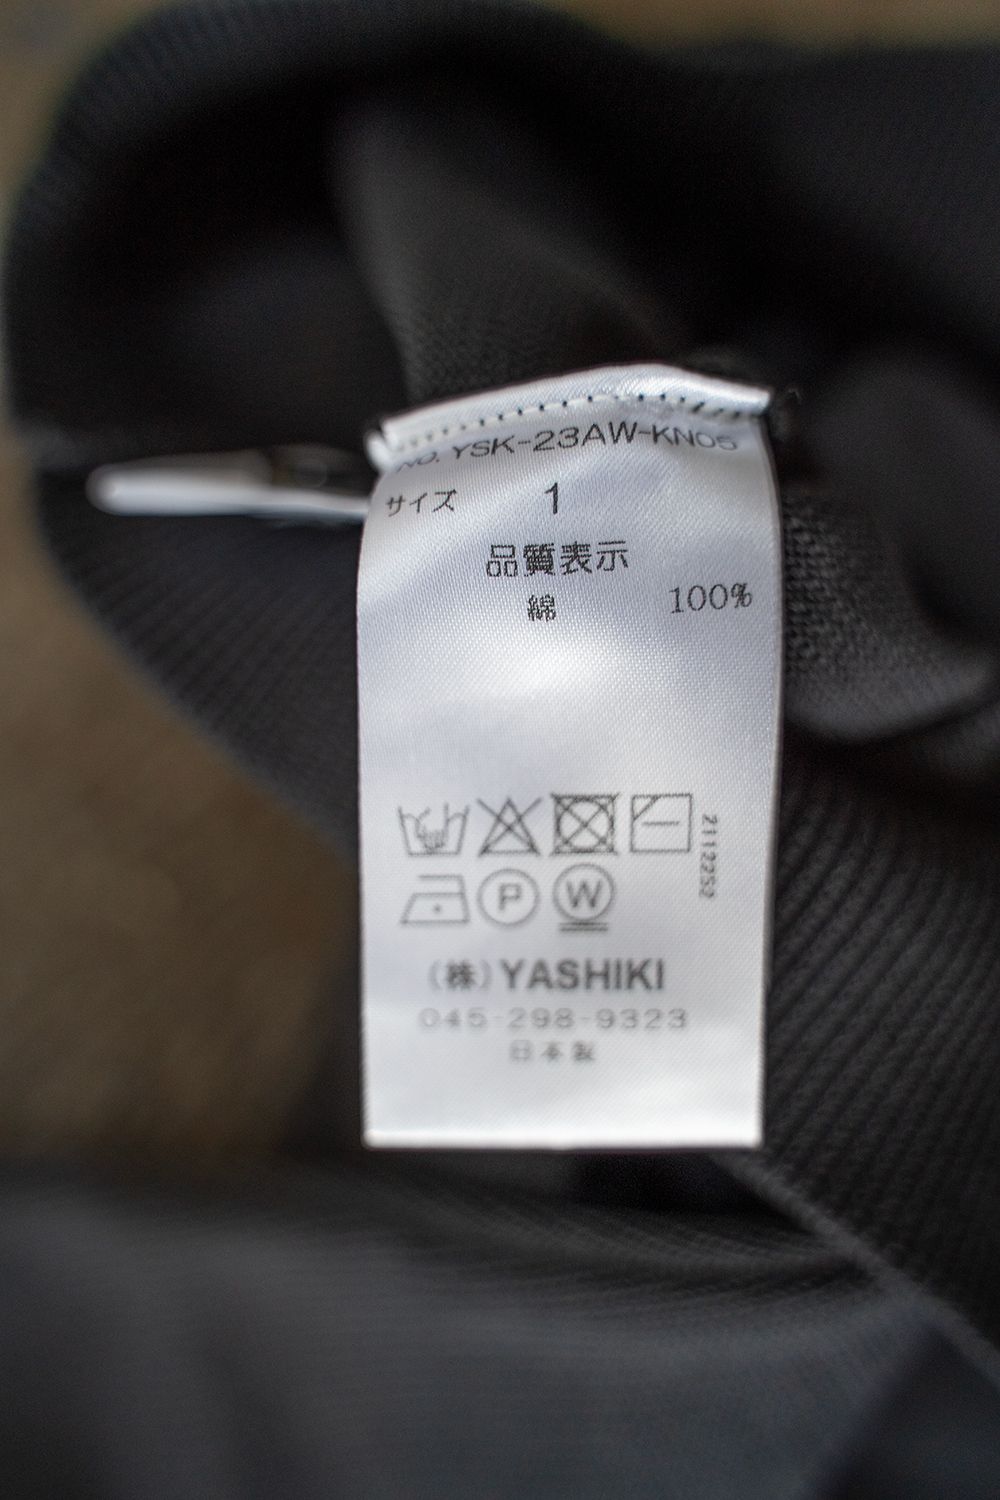 NO. YSK-23AW-KN05
サイズ 1
品質表示
綿 100%
2112252
P W
(株) YASHIKI
045-298-9323
日本製